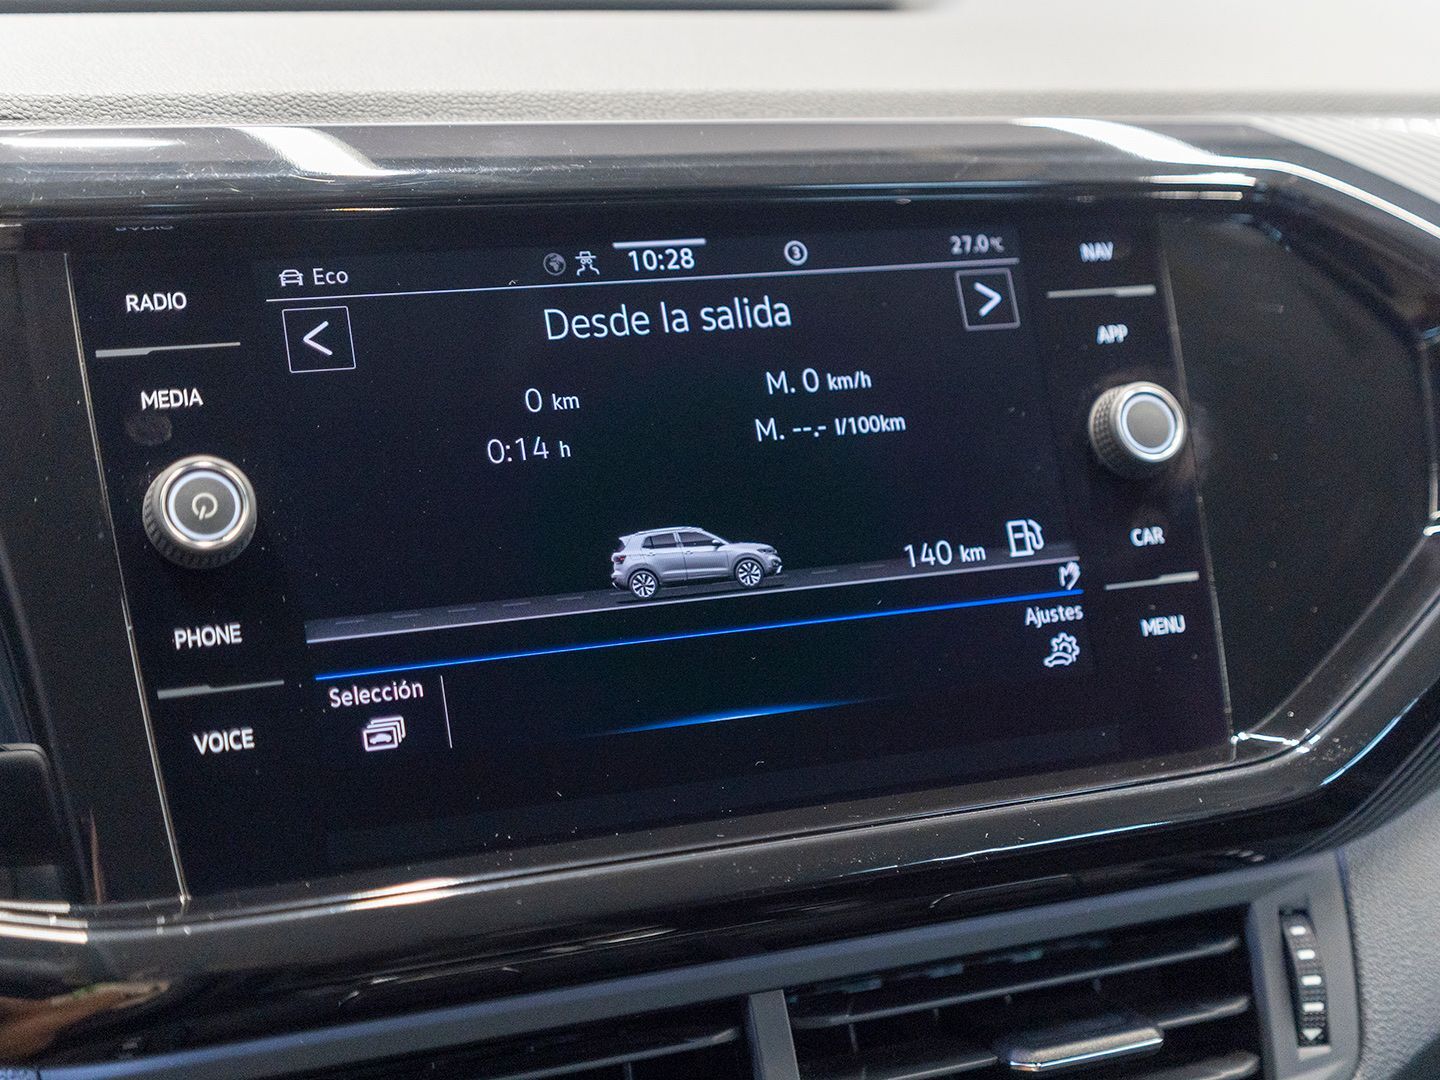 RADIO
MEDIA
PHONE
VOICE
Eco
10:28
3
27.0°C
Desde la salida
0 km
0:14 h
M. 0 km/h
M. --.- l/100km
140 km
Ajustes
Selección
NAV
APP
CAR
MENU